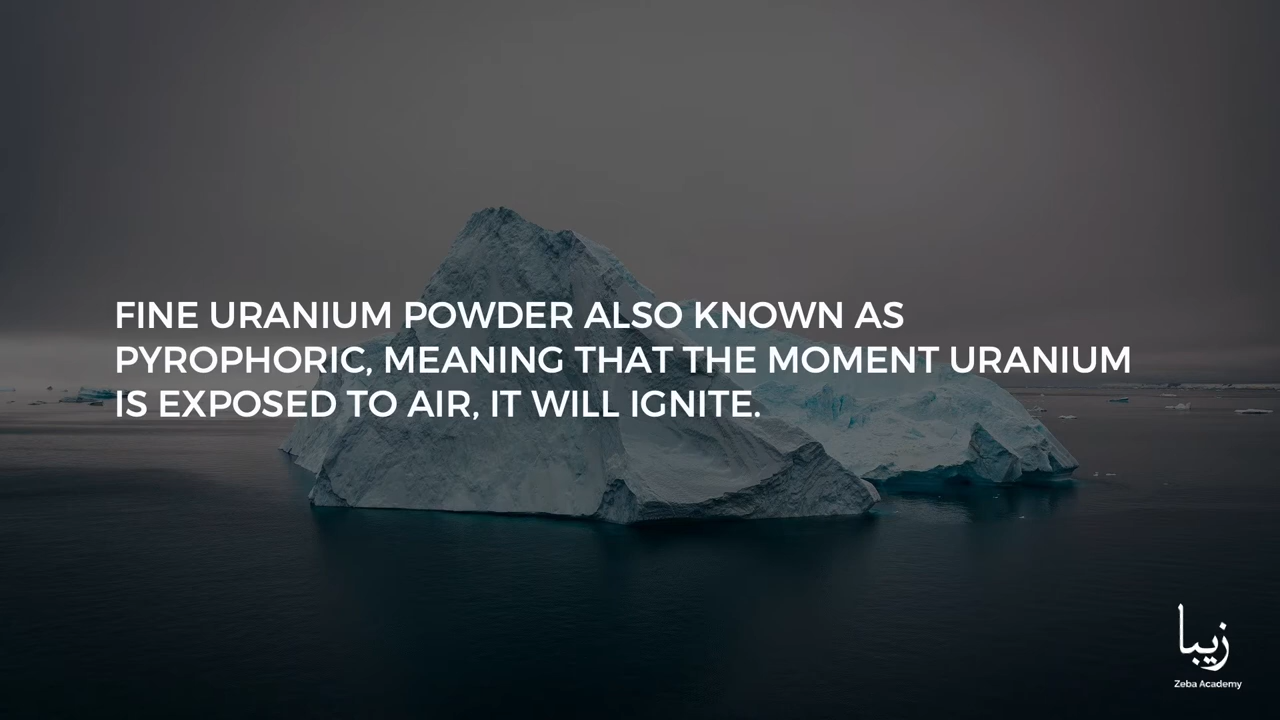 FINE URANIUM POWDER ALSO KNOWN AS
PYROPHORIC, MEANING THAT THE MOMENT URANIUM
IS EXPOSED TO AIR, IT WILL IGNITE.
زیبا
Zeba Academy